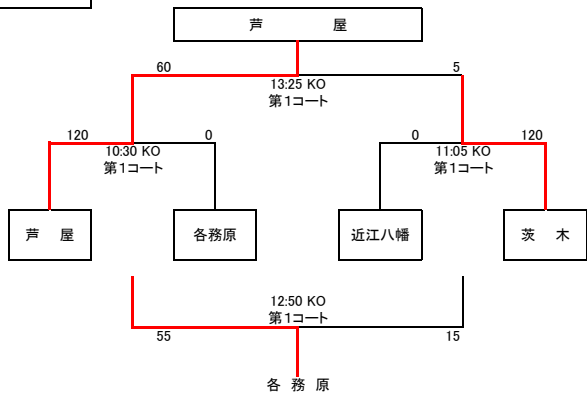 芦 屋
60 5
13:25 KO
第1コート
120 0 0 120
10:30 KO 11:05 KO
第1コート 第1コート
芦 屋 各務原 近江八幡 茨 木
12:50 KO
第1コート
55 15
各 務 原